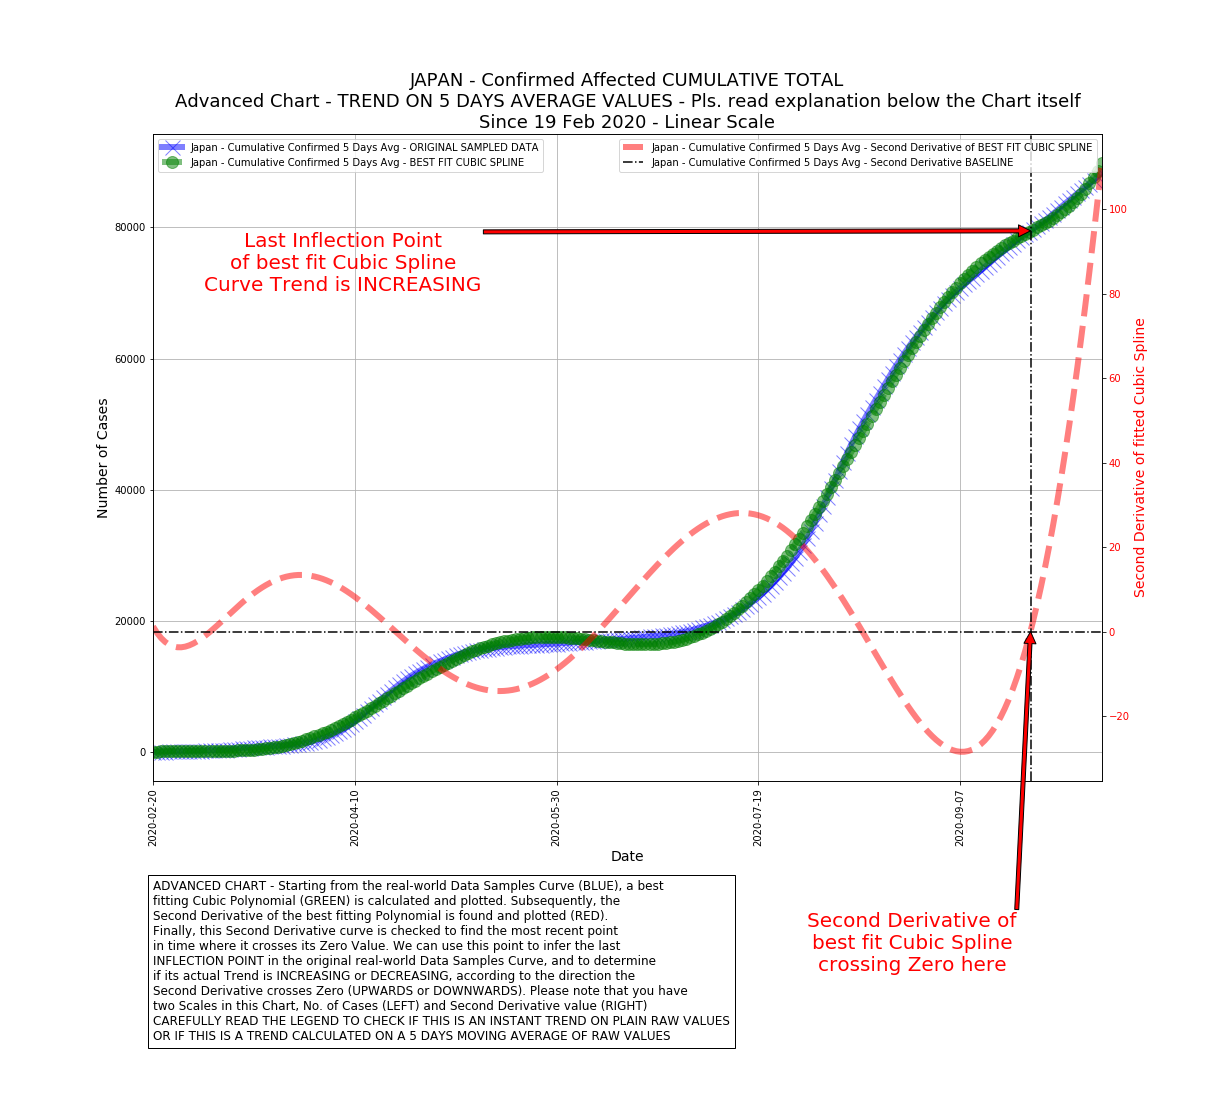 JAPAN - Confirmed Affected CUMULATIVE TOTAL
Advanced Chart - TREND ON 5 DAYS AVERAGE VALUES - Pls. read explanation below the Chart itself
Since 19 Feb 2020 - Linear Scale
Japan - Cumulative Confirmed 5 Days Avg - ORIGINAL SAMPLED DATA
Japan - Cumulative Confirmed 5 Days Avg - BEST FIT CUBIC SPLINE
Japan - Cumulative Confirmed 5 Days Avg - Second Derivative of BEST FIT CUBIC SPLINE
Japan - Cumulative Confirmed 5 Days Avg - Second Derivative BASELINE
Last Inflection Point
of best fit Cubic Spline
Curve Trend is INCREASING
Number of Cases
80000
60000
40000
20000
0
100
80
60
40
20
0
−20
Second Derivative of fitted Cubic Spline
2020-02-20
2020-04-10
2020-05-30
2020-07-19
2020-09-07
Date
ADVANCED CHART - Starting from the real-world Data Samples Curve (BLUE), a best
fitting Cubic Polynomial (GREEN) is calculated and plotted. Subsequently, the
Second Derivative of the best fitting Polynomial is found and plotted (RED).
Finally, this Second Derivative curve is checked to find the most recent point
in time where it crosses its Zero Value. We can use this point to infer the last
INFLECTION POINT in the original real-world Data Samples Curve, and to determine
if its actual Trend is INCREASING or DECREASING, according to the direction the
Second Derivative crosses Zero (UPWARDS or DOWNWARDS). Please note that you have
two Scales in this Chart, No. of Cases (LEFT) and Second Derivative value (RIGHT)
CAREFULLY READ THE LEGEND TO CHECK IF THIS IS AN INSTANT TREND ON PLAIN RAW VALUES
OR IF THIS IS A TREND CALCULATED ON A 5 DAYS MOVING AVERAGE OF RAW VALUES
Second Derivative of
best fit Cubic Spline
crossing Zero here